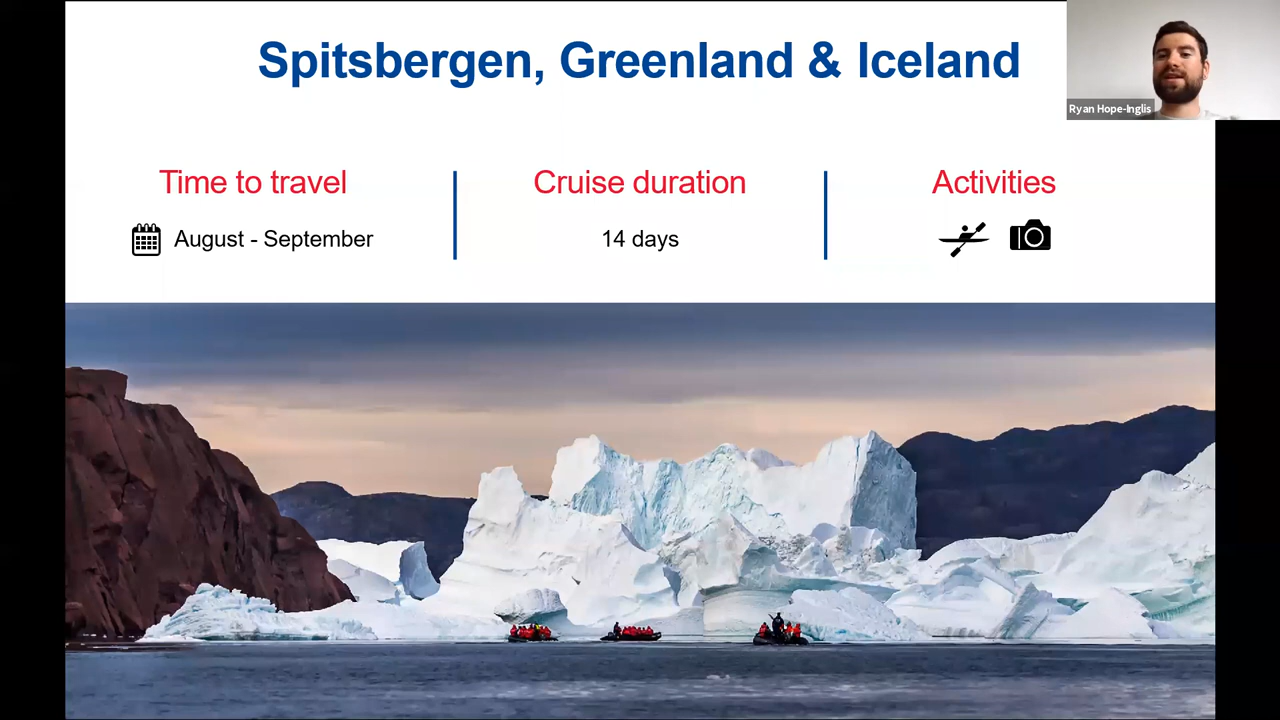 Spitsbergen, Greenland & Iceland
Ryan Hope-Inglis
Time to travel
August - September
Cruise duration
14 days
Activities